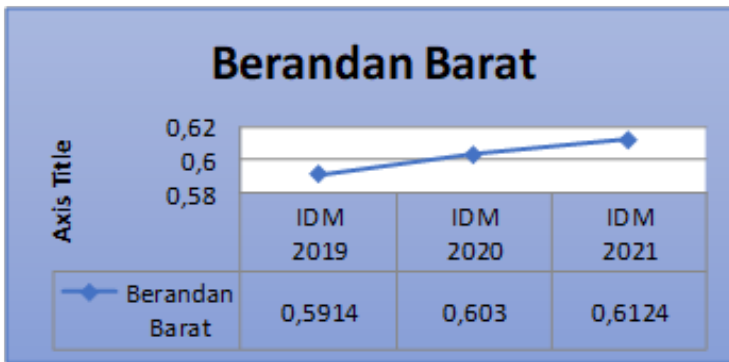 Berandan Barat
Axis Title
0,62
0,6
0,58
IDM
2019
IDM
2020
IDM
2021
Berandan
Barat
0,5914
0,603
0,6124